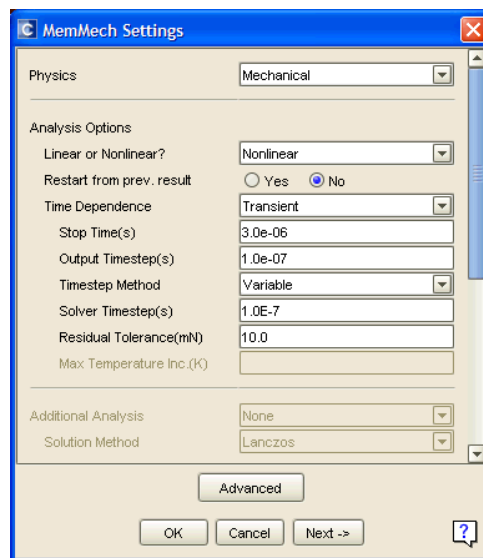 C MemMech Settings
Physics Mechanical
Analysis Options
Linear or Nonlinear? Nonlinear
Restart from prev. result Yes No
Time Dependence Transient
Stop Time(s) 3.0e-06
Output Timestep(s) 1.0e-07
Timestep Method Variable
Solver Timestep(s) 1.0E-7
Residual Tolerance(mN) 10.0
Max Temperature Inc.(K)
Additional Analysis None
Solution Method Lanczos
Advanced
OK Cancel Next -> ?